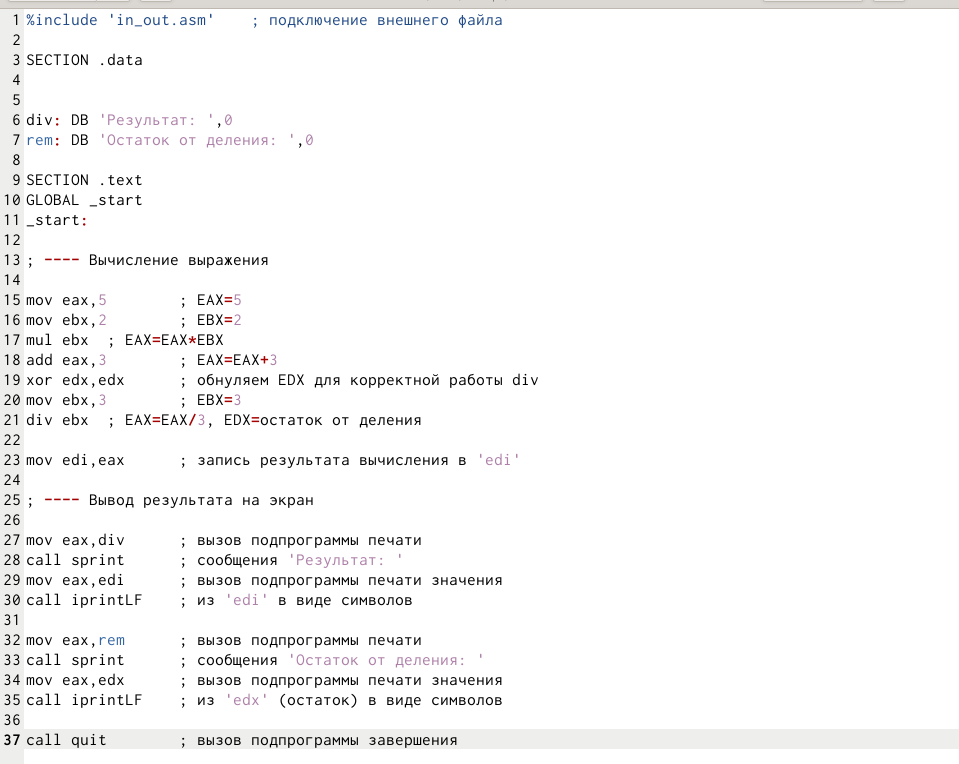 1 %include 'in_out.asm'    ; подключение внешнего файла
2
3 SECTION .data
4
5
6 div: DB 'Результат: ',0
7 rem: DB 'Остаток от деления: ',0
8
9 SECTION .text
10 GLOBAL _start
11 _start:
12
13 ; ---- Вычисление выражения
14
15 mov eax,5        ; EAX=5
16 mov ebx,2        ; EBX=2
17 mul ebx  ; EAX=EAX*EBX
18 add eax,3        ; EAX=EAX+3
19 xor edx,edx      ; обнуляем EDX для корректной работы div
20 mov ebx,3        ; EBX=3
21 div ebx  ; EAX=EAX/3, EDX=остаток от деления
22
23 mov edi,eax      ; запись результата вычисления в 'edi'
24
25 ; ---- Вывод результата на экран
26
27 mov eax,div      ; вызов подпрограммы печати
28 call sprint      ; сообщения 'Результат: '
29 mov eax,edi      ; вызов подпрограммы печати значения
30 call iprintLF    ; из 'edi' в виде символов
31
32 mov eax,rem      ; вызов подпрограммы печати
33 call sprint      ; сообщения 'Остаток от деления: '
34 mov eax,edx      ; вызов подпрограммы печати значения
35 call iprintLF    ; из 'edx' (остаток) в виде символов
36
37 call quit        ; вызов подпрограммы завершения